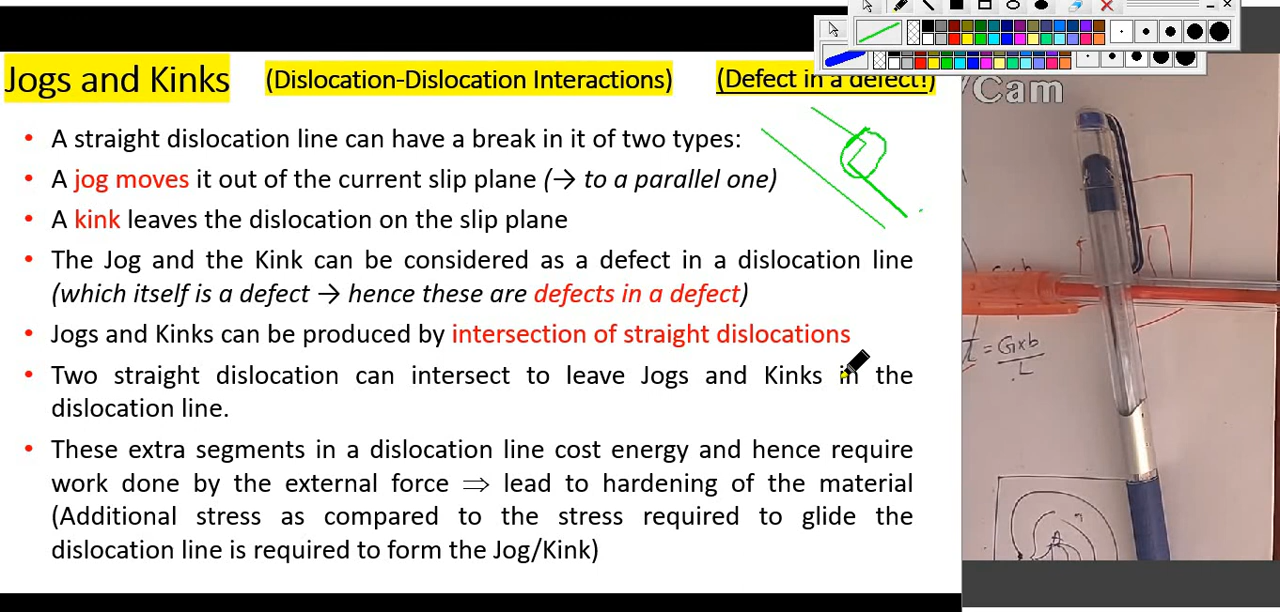 Jogs and Kinks (Dislocation-Dislocation Interactions) (Defect in a defect!)
/Cam
• A straight dislocation line can have a break in it of two types:
• A jog moves it out of the current slip plane (→ to a parallel one)
• A kink leaves the dislocation on the slip plane
• The Jog and the Kink can be considered as a defect in a dislocation line
(which itself is a defect → hence these are defects in a defect)
• Jogs and Kinks can be produced by intersection of straight dislocations
= G×b
L
• Two straight dislocation can intersect to leave Jogs and Kinks in the
dislocation line.
• These extra segments in a dislocation line cost energy and hence require
work done by the external force ⇒ lead to hardening of the material
(Additional stress as compared to the stress required to glide the
dislocation line is required to form the Jog/Kink)